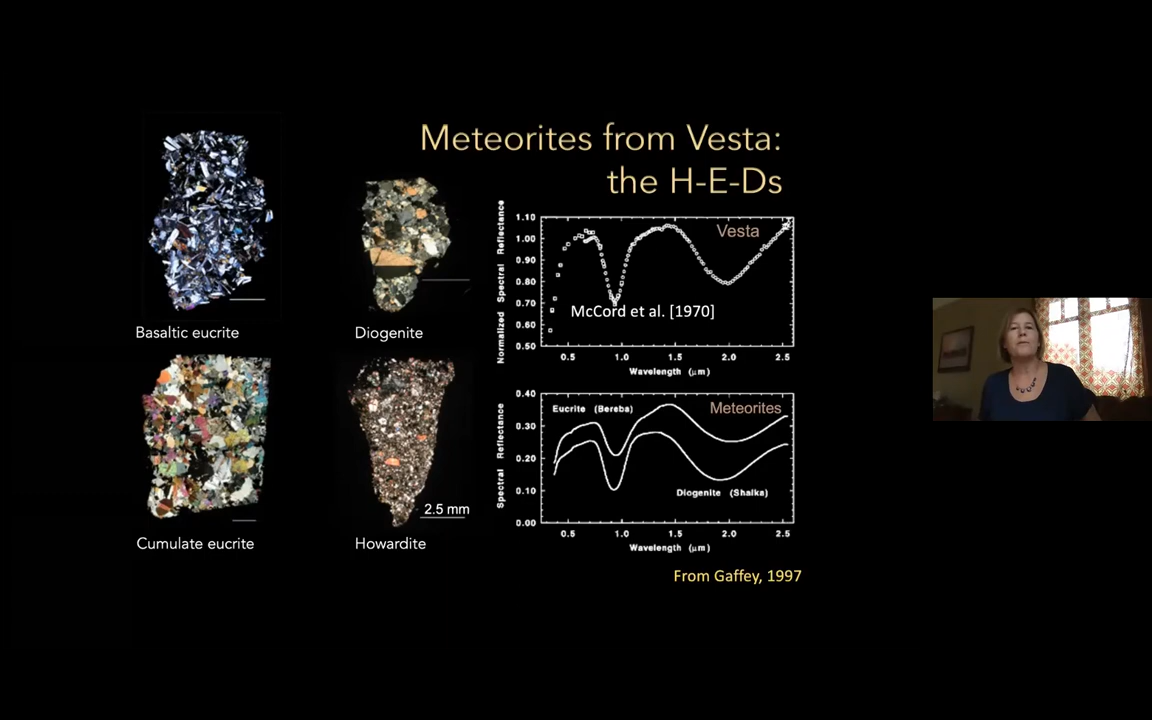 Meteorites from Vesta:
the H-E-Ds
Basaltic eucrite
Diogenite
Cumulate eucrite
Howardite
2.5 mm
Normalized Spectral Reflectance
1.10
1.00
0.90
0.80
0.70
0.60
0.50
Vesta
McCord et al. [1970]
0.5 1.0 1.5 2.0 2.5
Wavelength (μm)
Spectral Reflectance
0.40
0.30
0.20
0.10
0.00
Eucrite (Bereba)
Meteorites
Diogenite (Shalka)
0.5 1.0 1.5 2.0 2.5
Wavelength (μm)
From Gaffey, 1997